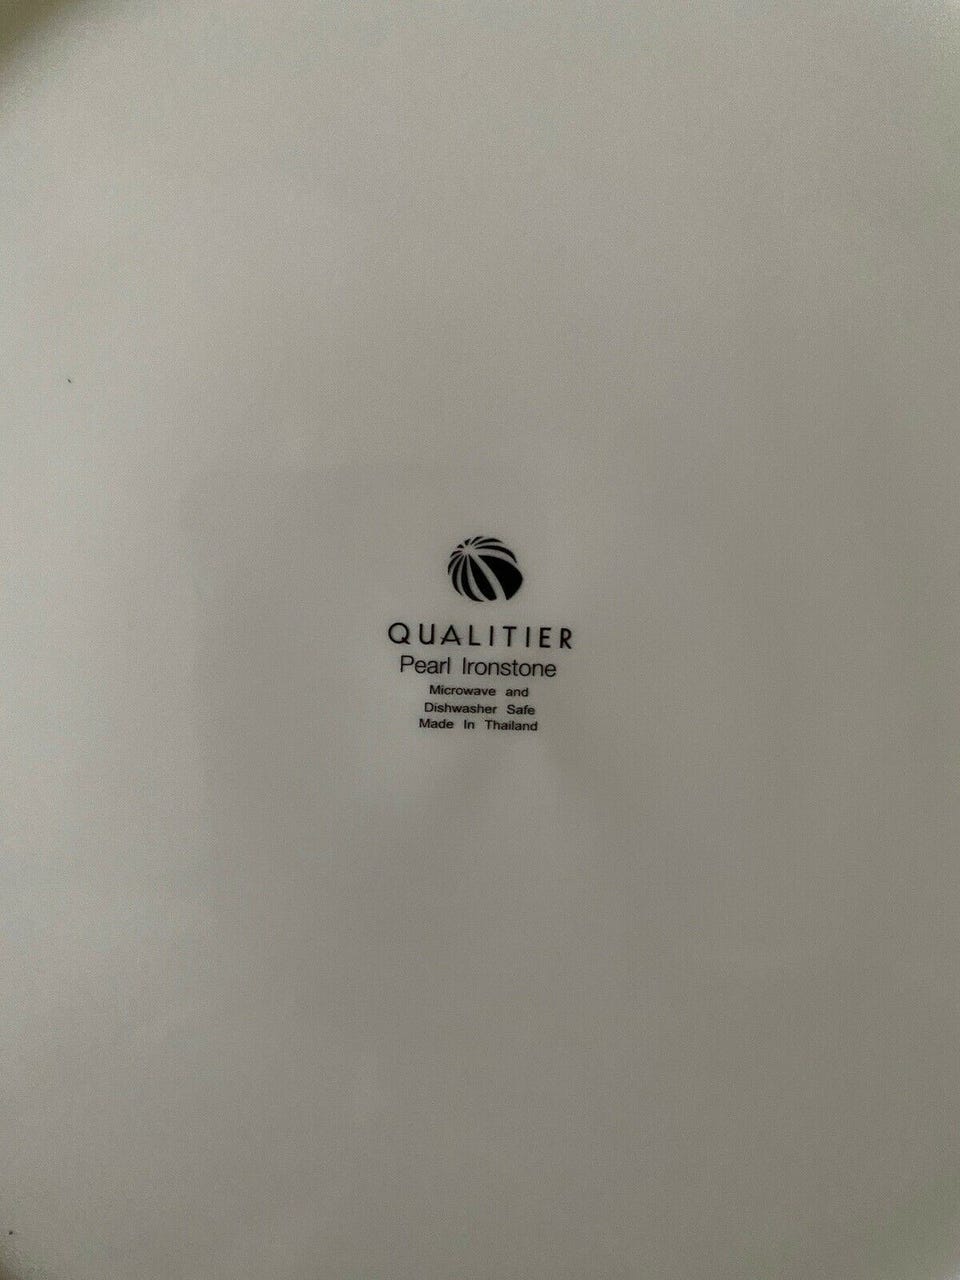 QUALITIER
Pearl Ironstone
Microwave and
Dishwasher Safe
Made In Thailand